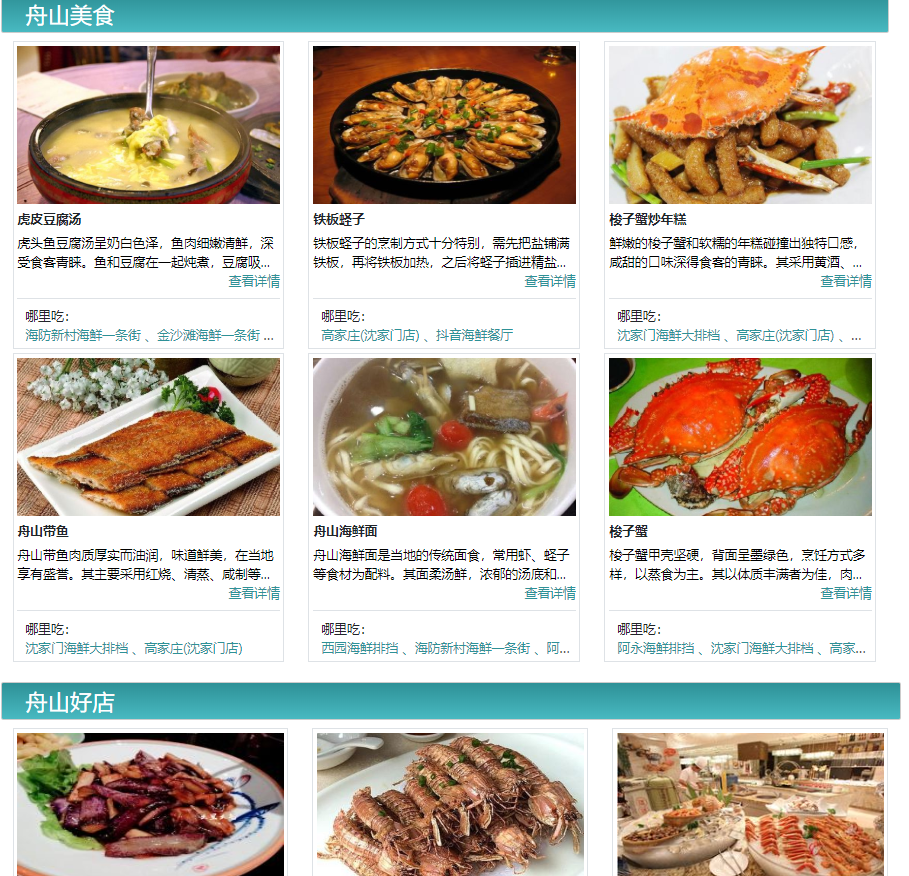 舟山美食
虎皮豆腐汤
虎头鱼豆腐汤呈奶白色泽，鱼肉细嫩清鲜，深
受食客青睐。鱼和豆腐在一起炖煮，豆腐吸...
查看详情
哪里吃：
海防新村海鲜一条街 、金沙滩海鲜一条街 ...
铁板蛏子
铁板蛏子的烹制方式十分特别，需先把盐铺满
铁板，再将铁板加热，之后将蛏子插进精盐...
查看详情
哪里吃：
高家庄(沈家门店) 、抖音海鲜餐厅
梭子蟹炒年糕
鲜嫩的梭子蟹和软糯的年糕碰撞出独特口感，
咸甜的口味深得食客的青睐。其采用黄酒、...
查看详情
哪里吃：
沈家门海鲜大排档 、高家庄(沈家门店) 、...
舟山带鱼
舟山带鱼肉质厚实而油润，味道鲜美，在当地
享有盛誉。其主要采用红烧、清蒸、咸制等...
查看详情
哪里吃：
沈家门海鲜大排档 、高家庄(沈家门店)
舟山海鲜面
舟山海鲜面是当地的传统面食，常用虾、蛏子
等食材为配料。其面柔汤鲜，浓郁的汤底和...
查看详情
哪里吃：
西园海鲜排挡 、海防新村海鲜一条街 、阿...
梭子蟹
梭子蟹甲壳坚硬，背面呈墨绿色，烹饪方式多
样，以蒸食为主。其以体质丰满者为佳，肉...
查看详情
哪里吃：
阿永海鲜排挡 、沈家门海鲜大排档 、高家...
舟山好店